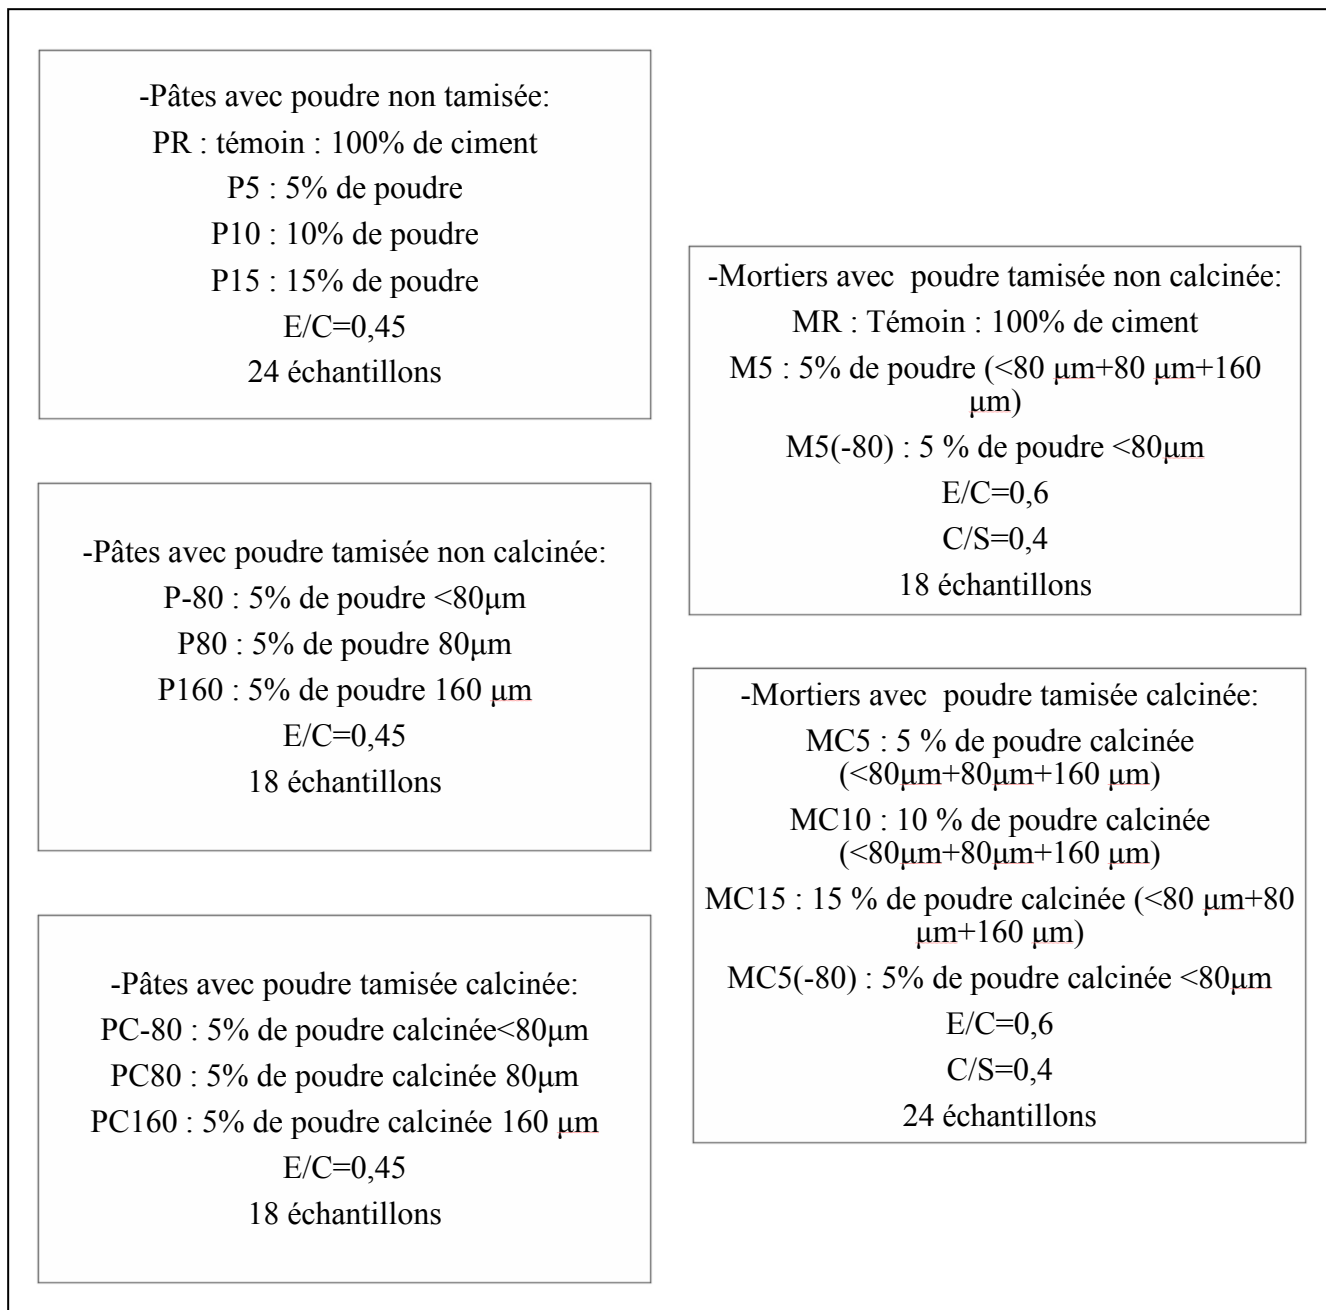 -Pâtes avec poudre non tamisée:
PR : témoin : 100% de ciment
P5 : 5% de poudre
P10 : 10% de poudre
P15 : 15% de poudre
E/C=0,45
24 échantillons
-Pâtes avec poudre tamisée non calcinée:
P-80 : 5% de poudre <80μm
P80 : 5% de poudre 80μm
P160 : 5% de poudre 160 μm
E/C=0,45
18 échantillons
-Pâtes avec poudre tamisée calcinée:
PC-80 : 5% de poudre calcinée<80μm
PC80 : 5% de poudre calcinée 80μm
PC160 : 5% de poudre calcinée 160 μm
E/C=0,45
18 échantillons
-Mortiers avec  poudre tamisée non calcinée:
MR : Témoin : 100% de ciment
M5 : 5% de poudre (<80 μm+80 μm+160
μm)
M5(-80) : 5 % de poudre <80μm
E/C=0,6
C/S=0,4
18 échantillons
-Mortiers avec  poudre tamisée calcinée:
MC5 : 5 % de poudre calcinée
(<80μm+80μm+160 μm)
MC10 : 10 % de poudre calcinée
(<80μm+80μm+160 μm)
MC15 : 15 % de poudre calcinée (<80 μm+80
μm+160 μm)
MC5(-80) : 5% de poudre calcinée <80μm
E/C=0,6
C/S=0,4
24 échantillons